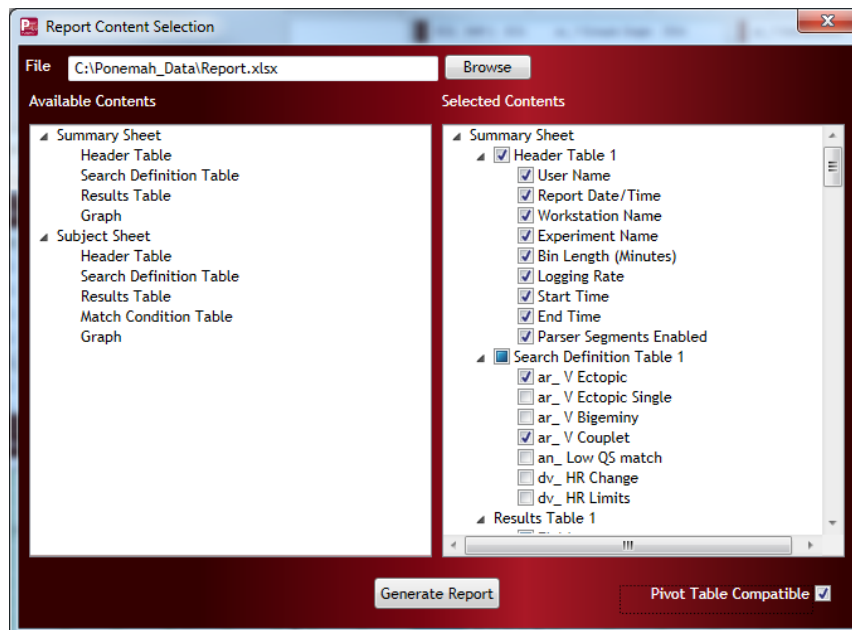 Report Content Selection
File C:\Ponemah_Data\Report.xlsx Browse
Available Contents
Summary Sheet
Header Table
Search Definition Table
Results Table
Graph
Subject Sheet
Header Table
Search Definition Table
Results Table
Match Condition Table
Graph
Selected Contents
Summary Sheet
Header Table 1
User Name
Report Date/Time
Workstation Name
Experiment Name
Bin Length (Minutes)
Logging Rate
Start Time
End Time
Parser Segments Enabled
Search Definition Table 1
ar_ V Ectopic
ar_ V Ectopic Single
ar_ V Bigeminy
ar_ V Couplet
an_ Low QS match
dv_ HR Change
dv_ HR Limits
Results Table 1
Generate Report
Pivot Table Compatible